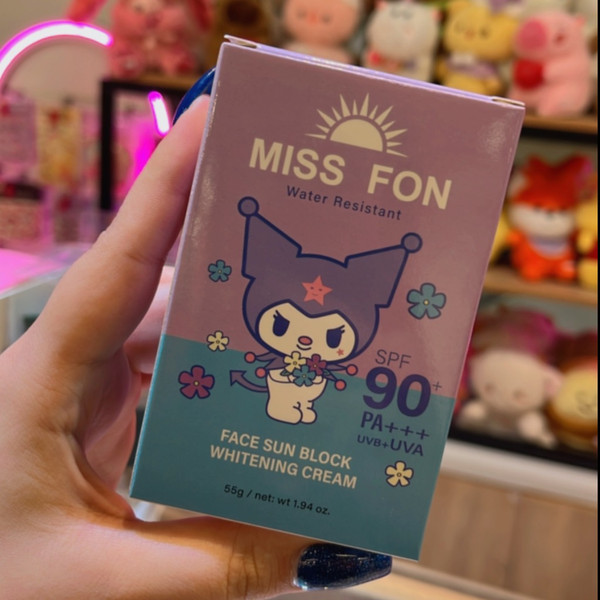 MISS FON
Water Resistant
SPF
90+
PA+++
UVB+UVA
FACE SUN BLOCK
WHITENING CREAM
55g / net: wt 1.94 oz.